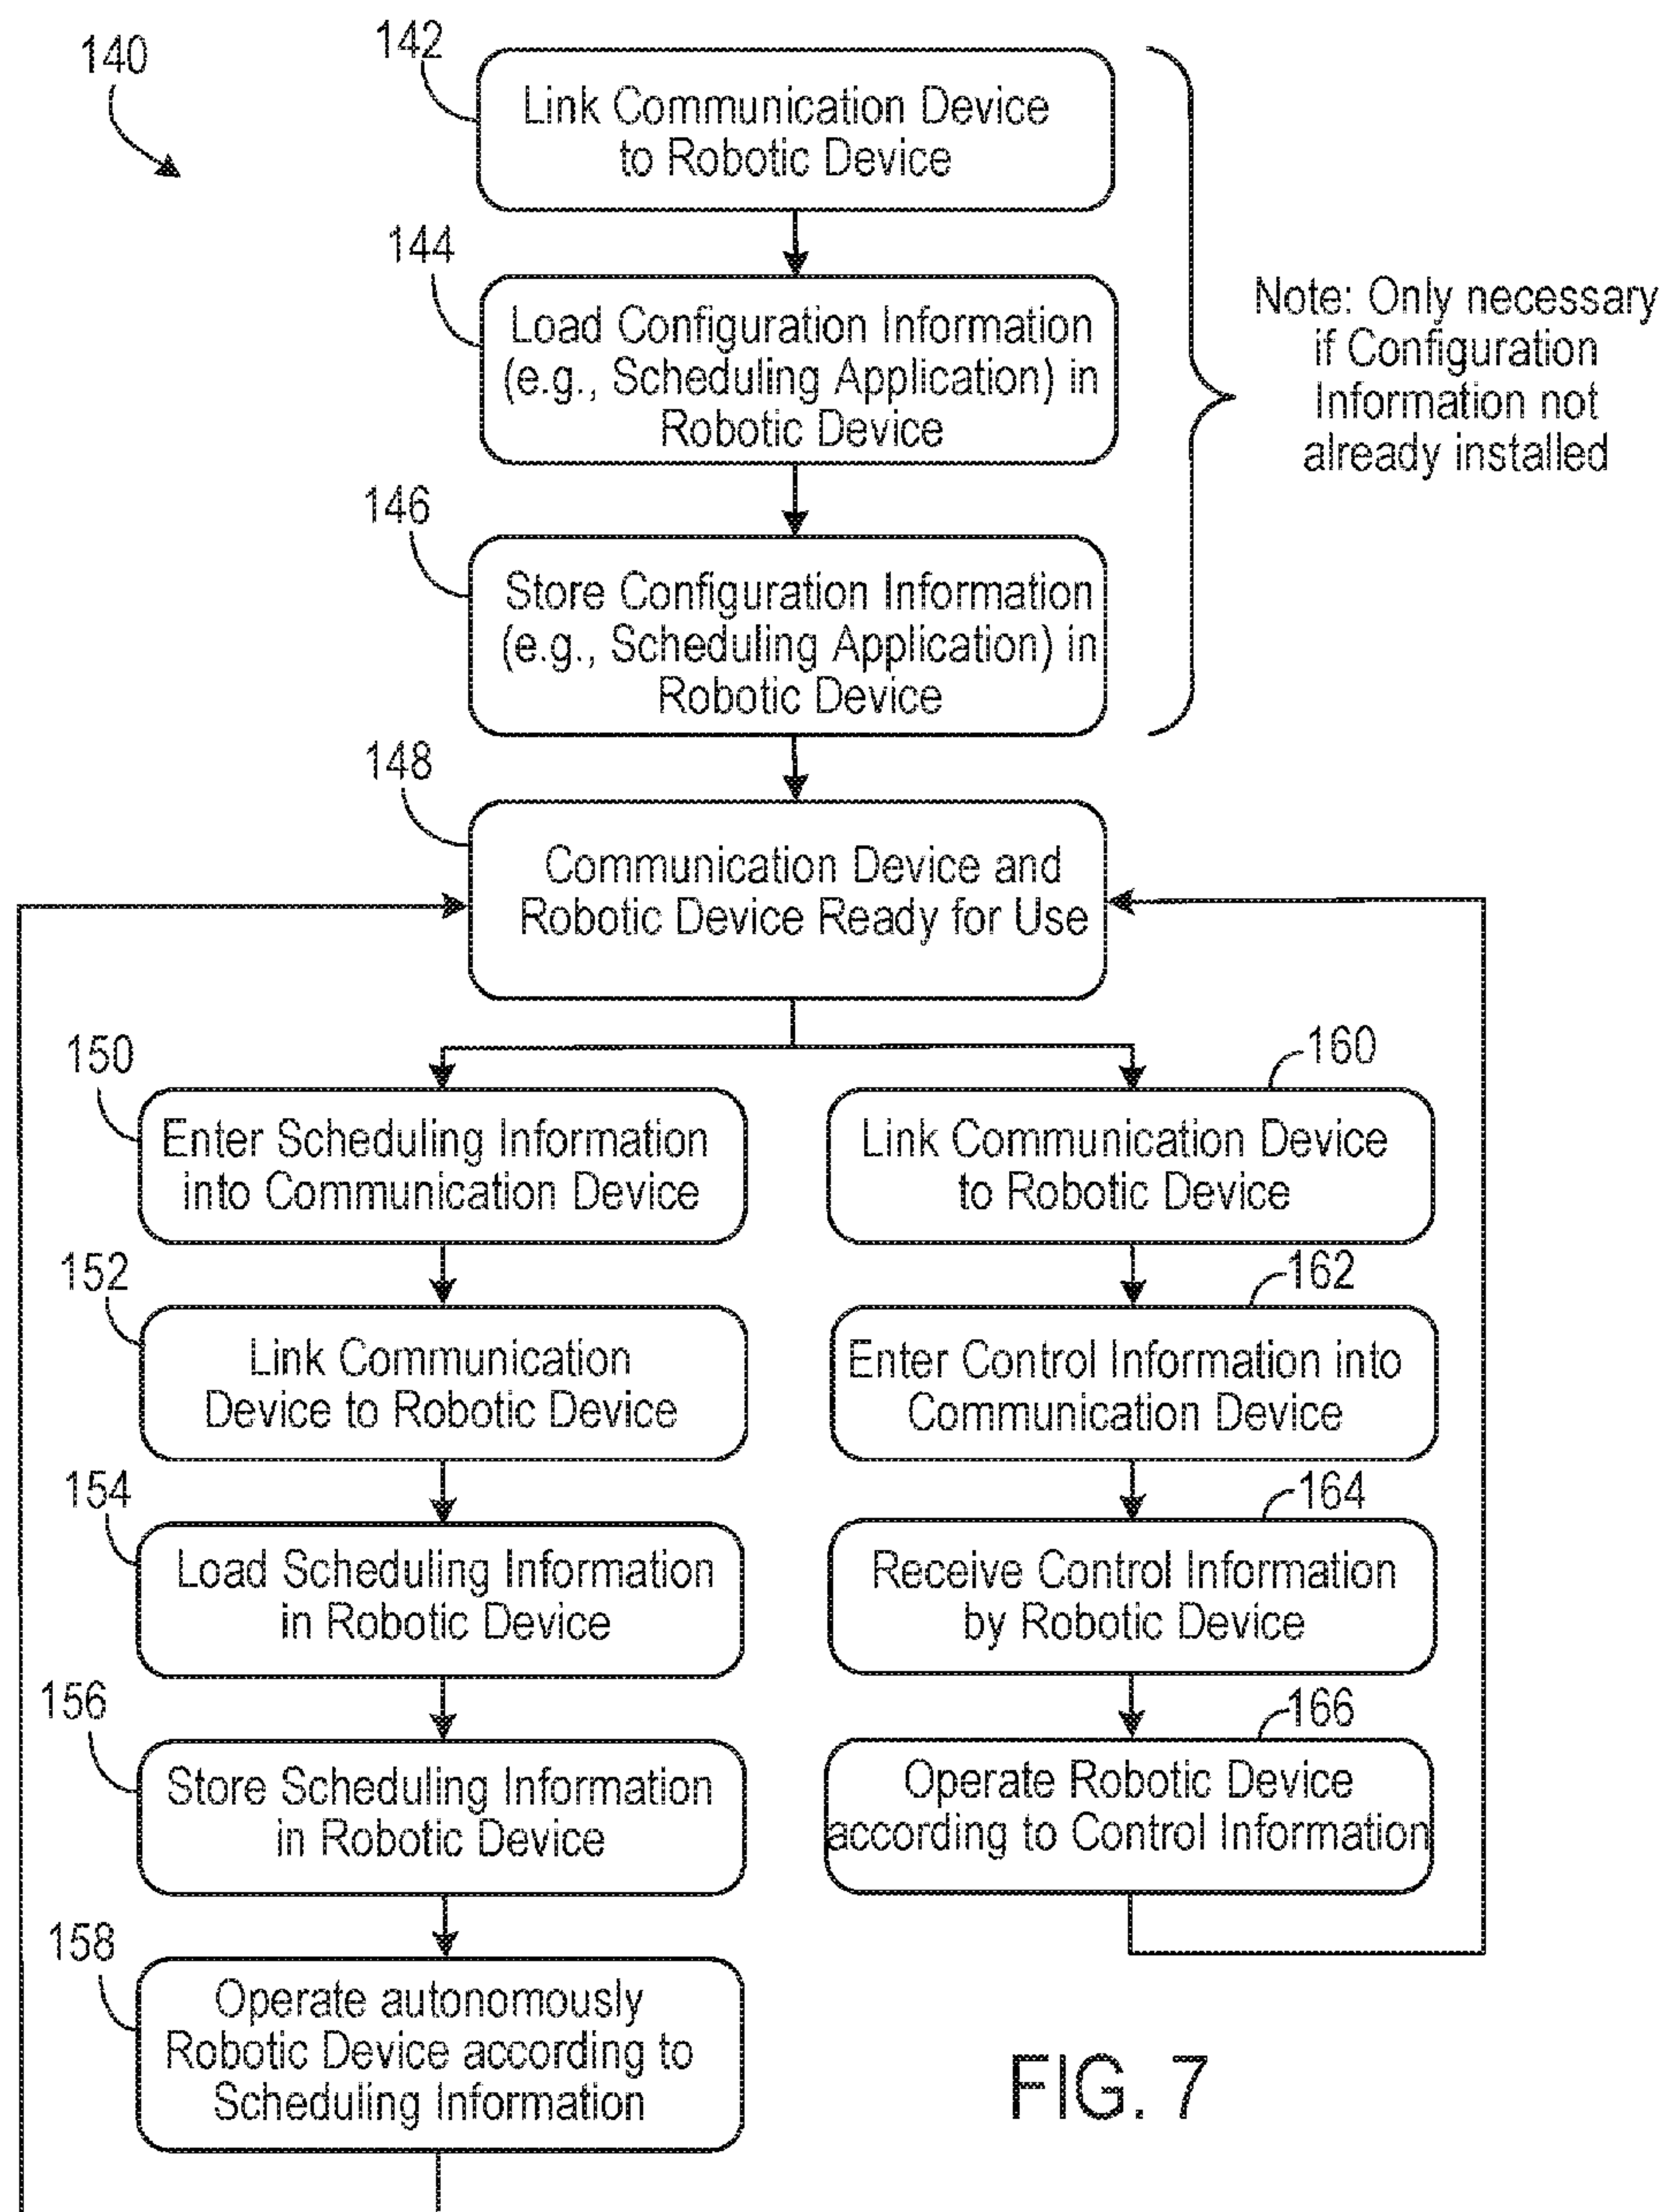 140
142
Link Communication Device
to Robotic Device
144
Load Configuration Information
(e.g., Scheduling Application) in
Robotic Device
Note: Only necessary
if Configuration
Information not
already installed
146
Store Configuration Information
(e.g., Scheduling Application) in
Robotic Device
148
Communication Device and
Robotic Device Ready for Use
150
Enter Scheduling Information
into Communication Device
152
Link Communication
Device to Robotic Device
154
Load Scheduling Information
in Robotic Device
156
Store Scheduling Information
in Robotic Device
158
Operate autonomously
Robotic Device according to
Scheduling Information
160
Link Communication Device
to Robotic Device
162
Enter Control Information into
Communication Device
164
Receive Control Information
by Robotic Device
166
Operate Robotic Device
according to Control Information
FIG. 7